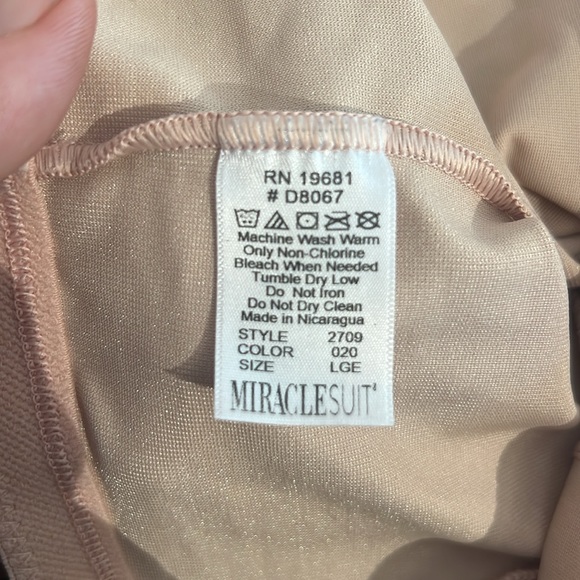 RN 19681
# D8067
Machine Wash Warm
Only Non-Chlorine
Bleach When Needed
Tumble Dry Low
Do Not Iron
Do Not Dry Clean
Made in Nicaragua
STYLE 2709
COLOR 020
SIZE LGE
MIRACLESUIT